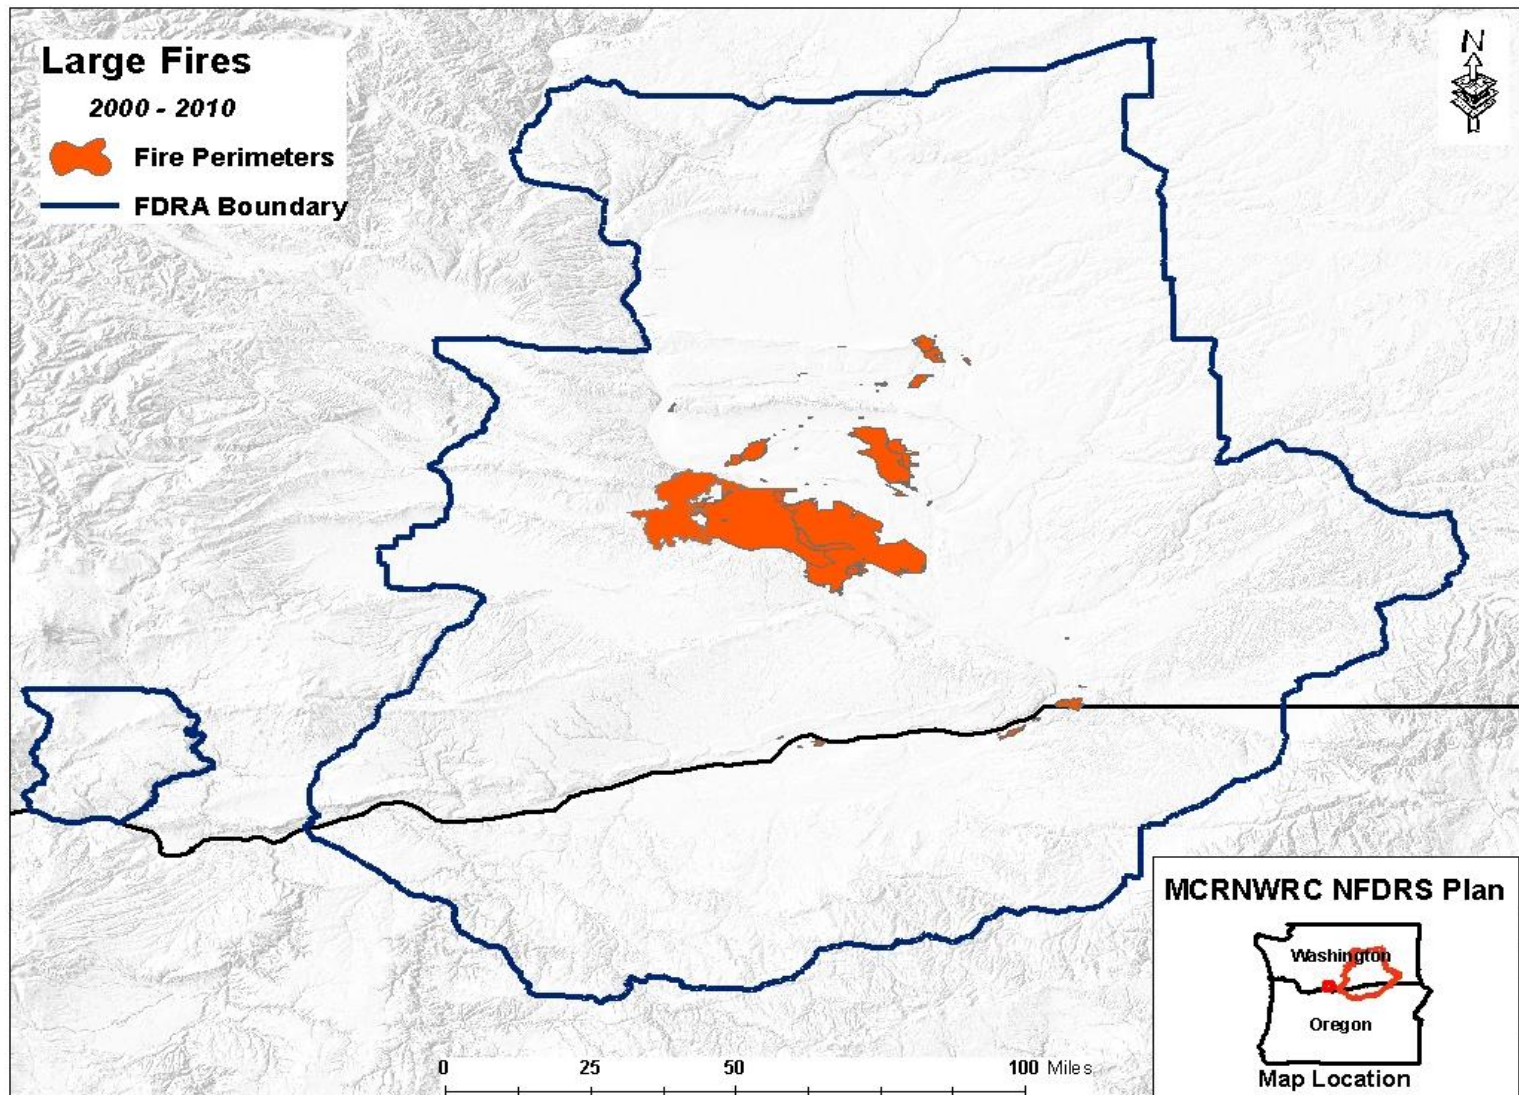 Large Fires
2000 - 2010
Fire Perimeters
FDRA Boundary
N
MCRNWRC NFDRS Plan
Washington
Oregon
Map Location
0 25 50 100 Miles